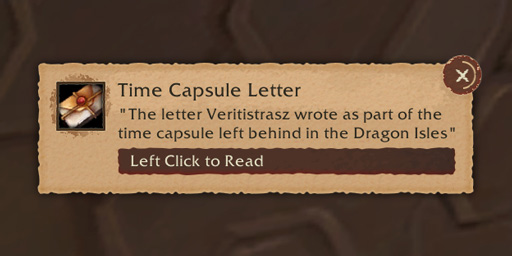 Time Capsule Letter
"The letter Veritistrasz wrote as part of the
time capsule left behind in the Dragon Isles"
Left Click to Read